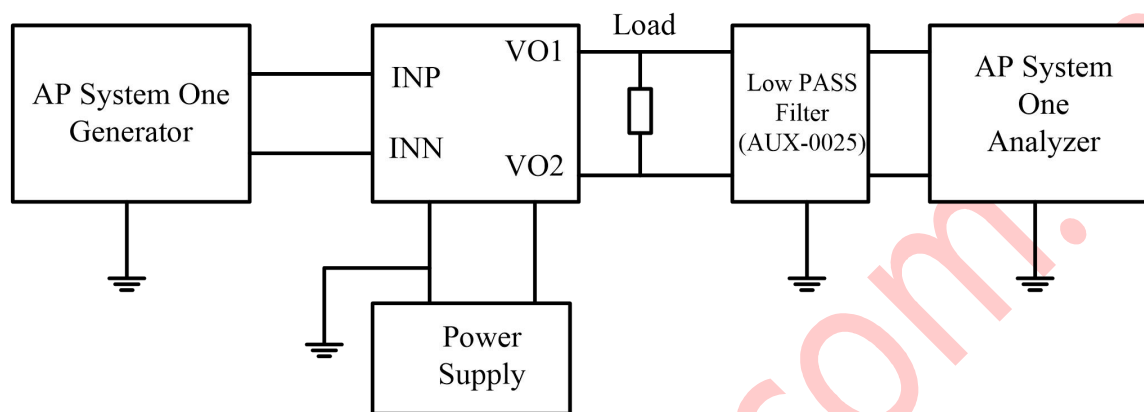 AP System One
Generator
INP
INN
VO1
VO2
Load
Low PASS
Filter
(AUX-0025)
AP System
One
Analyzer
Power
Supply
com.